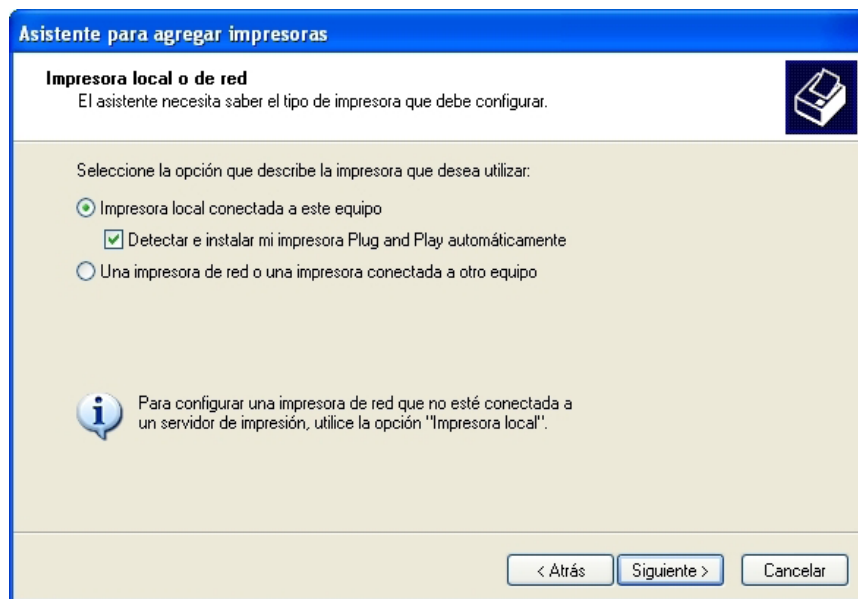 Asistente para agregar impresoras
Impresora local o de red
El asistente necesita saber el tipo de impresora que debe configurar.
Seleccione la opción que describe la impresora que desea utilizar:
Impresora local conectada a este equipo
Detectar e instalar mi impresora Plug and Play automáticamente
Una impresora de red o una impresora conectada a otro equipo
Para configurar una impresora de red que no esté conectada a
un servidor de impresión, utilice la opción "Impresora local".
< Atrás Siguiente > Cancelar